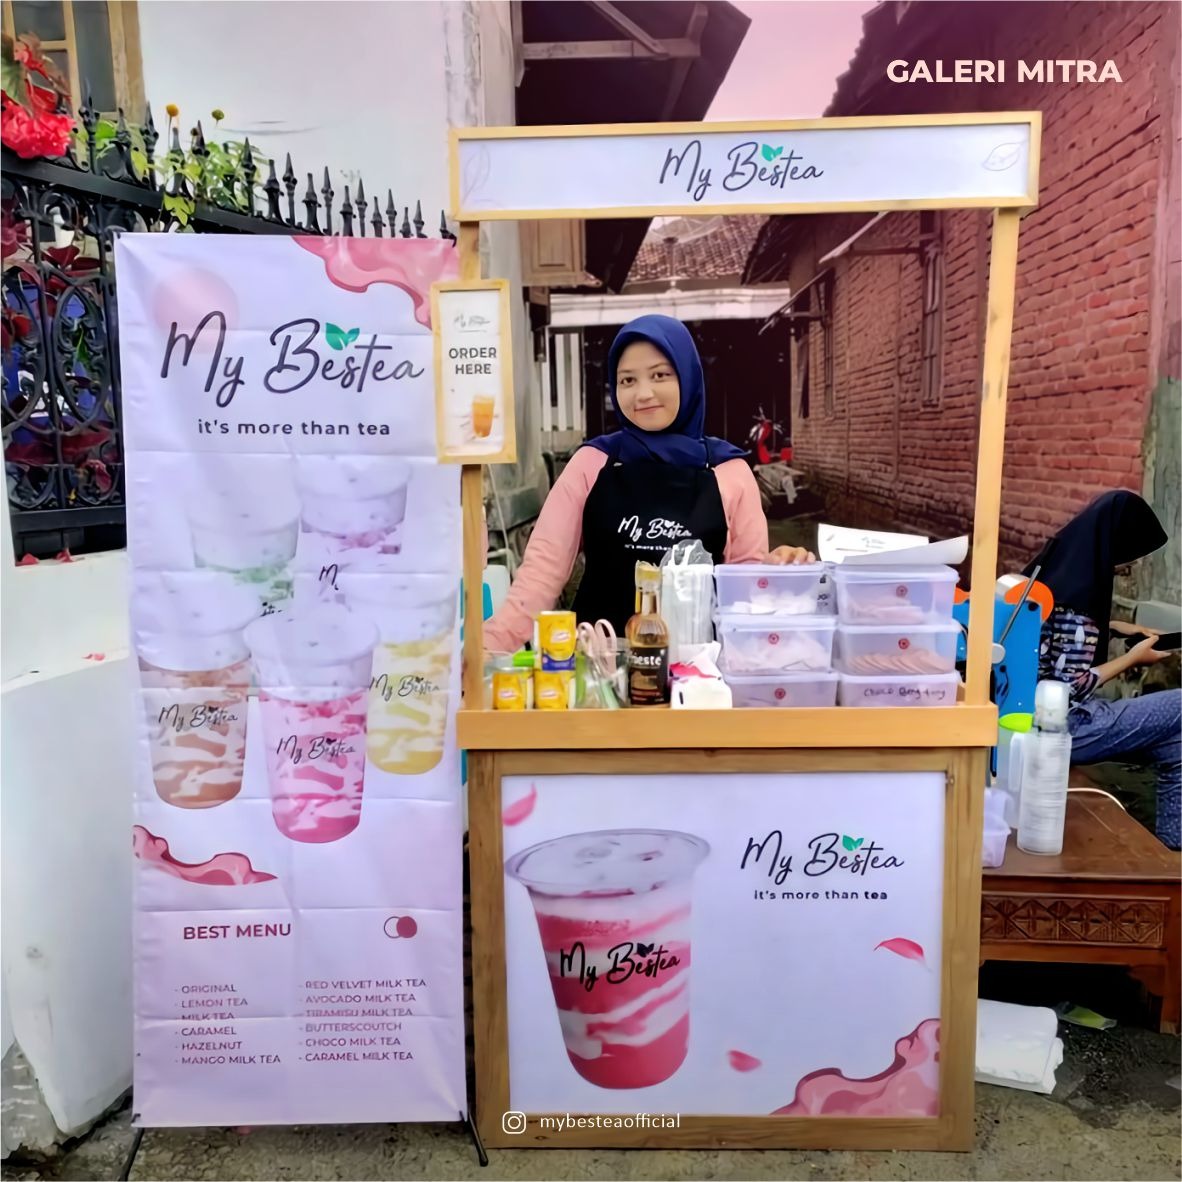 GALERI MITRA
My Bestea
My Bestea
it's more than tea
ORDER
HERE
My Bestea
it's more than tea
My Bestea
My Bestea
My Bestea
CHOCO
My Bestea
it's more than tea
My Bestea
BEST MENU
- ORIGINAL
- LEMON TEA
- MILK TEA
- CARAMEL
- HAZELNUT
- MANGO MILK TEA
- RED VELVET MILK TEA
- AVOCADO MILK TEA
- TIRAMISU MILK TEA
- BUTTERSCOUTCH
- CHOCO MILK TEA
- CARAMEL MILK TEA
mybesteaofficial